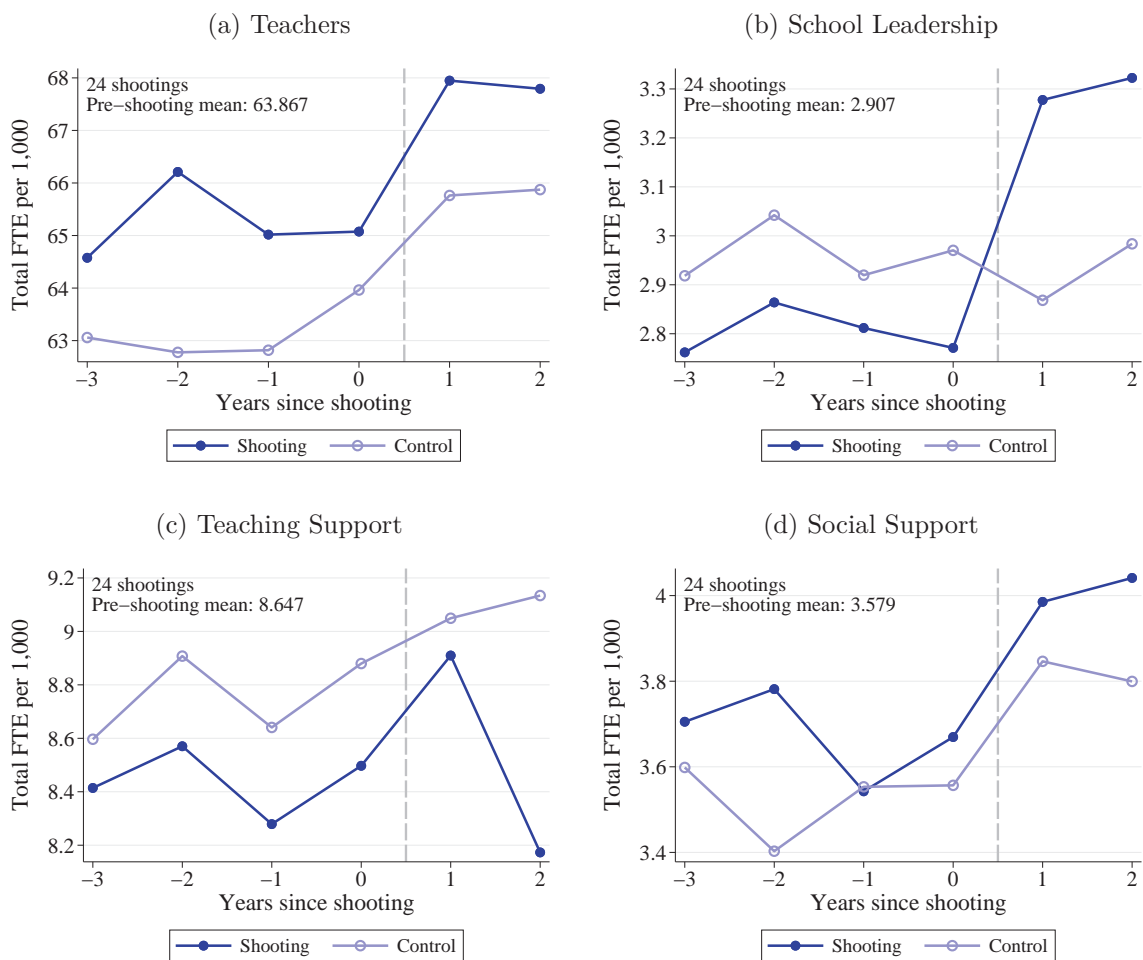 (a) Teachers
24 shootings
Pre−shooting mean: 63.867
Total FTE per 1,000
68
67
66
65
64
63
−3 −2 −1 0 1 2
Years since shooting
Shooting Control
(b) School Leadership
24 shootings
Pre−shooting mean: 2.907
Total FTE per 1,000
3.3
3.2
3.1
3
2.9
2.8
−3 −2 −1 0 1 2
Years since shooting
Shooting Control
(c) Teaching Support
24 shootings
Pre−shooting mean: 8.647
Total FTE per 1,000
9.2
9
8.8
8.6
8.4
8.2
−3 −2 −1 0 1 2
Years since shooting
Shooting Control
(d) Social Support
24 shootings
Pre−shooting mean: 3.579
Total FTE per 1,000
4
3.8
3.6
3.4
−3 −2 −1 0 1 2
Years since shooting
Shooting Control